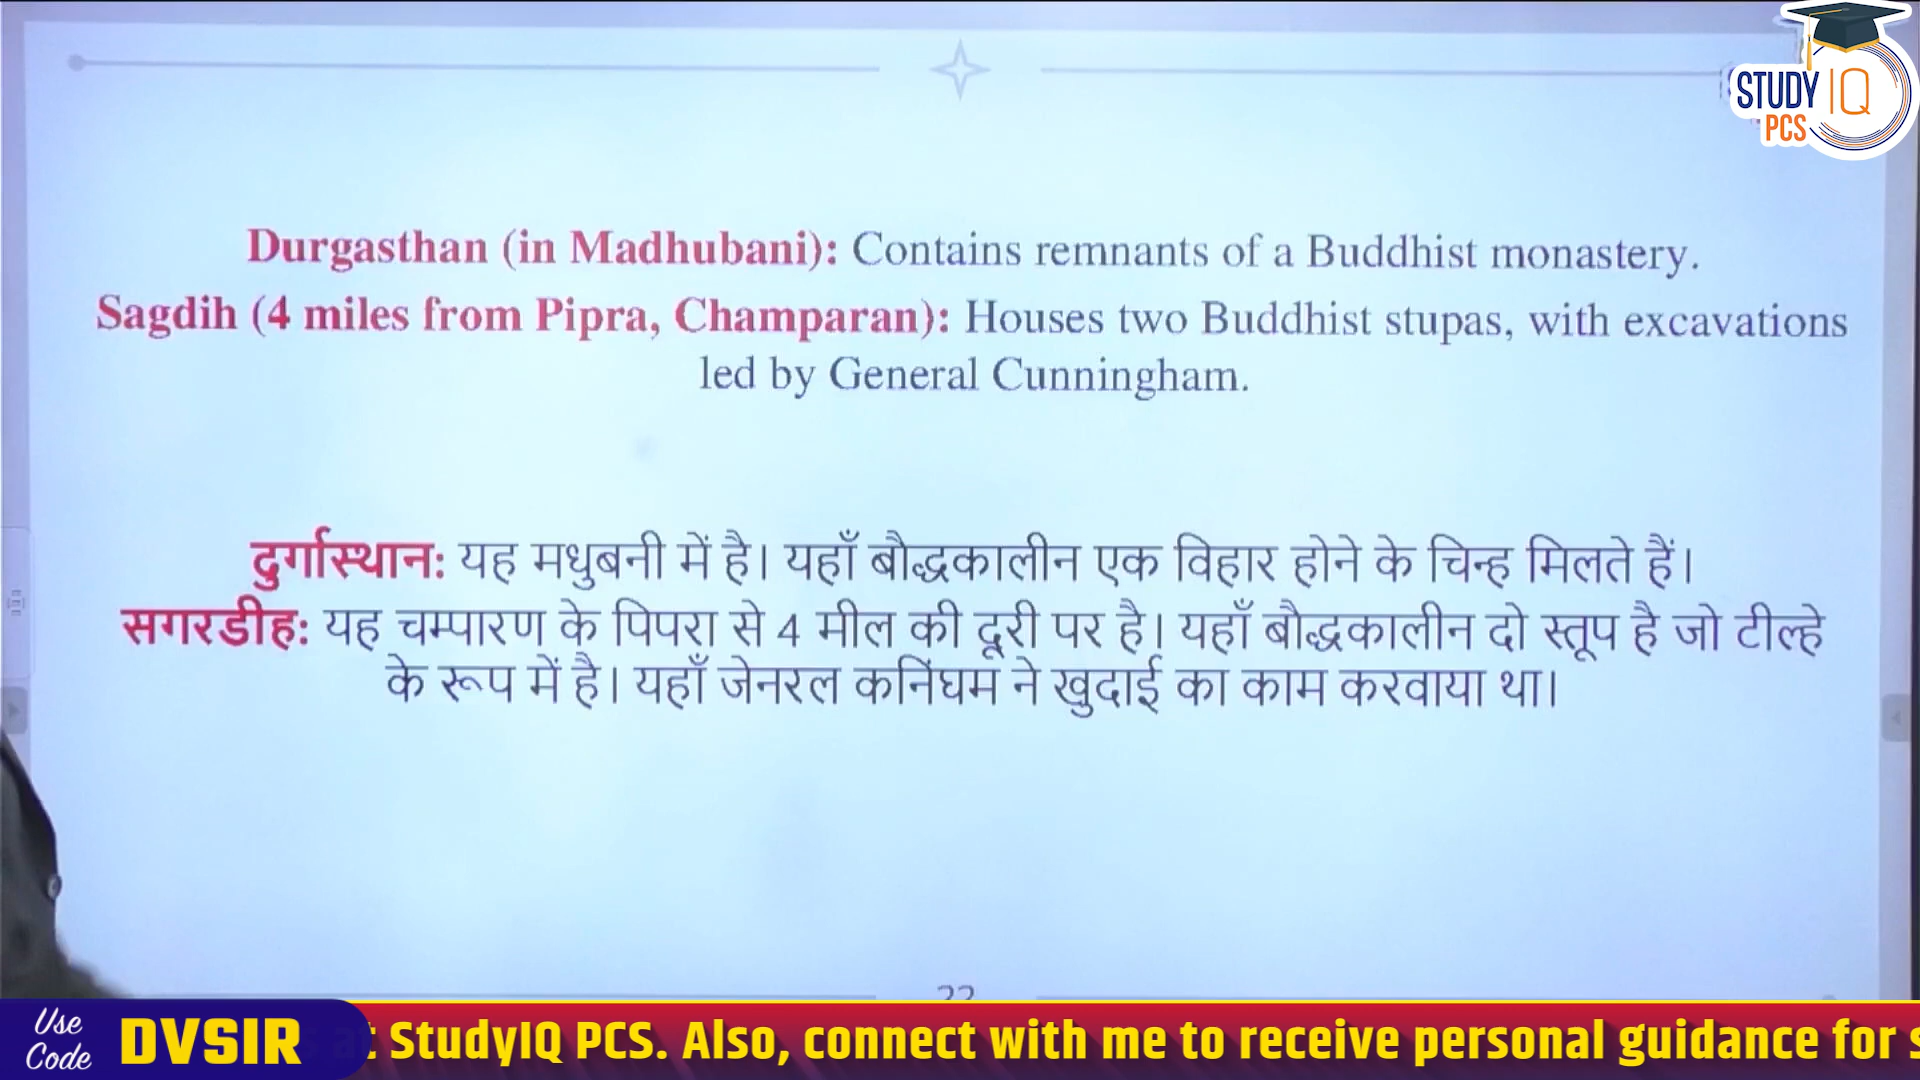 STUDY IQ
PCS
Durgasthan (in Madhubani): Contains remnants of a Buddhist monastery.
Sagdih (4 miles from Pipra, Champaran): Houses two Buddhist stupas, with excavations
led by General Cunningham.
दुर्गास्थान: यह मधुबनी में है। यहाँ बौद्धकालीन एक विहार होने के चिन्ह मिलते हैं।
सगरडीह: यह चम्पारण के पिपरा से 4 मील की दूरी पर है। यहाँ बौद्धकालीन दो स्तूप है जो टील्हे
के रूप में है। यहाँ जेनरल कनिंघम ने खुदाई का काम करवाया था।
Use
Code
DVSIR
at StudyIQ PCS. Also, connect with me to receive personal guidance for